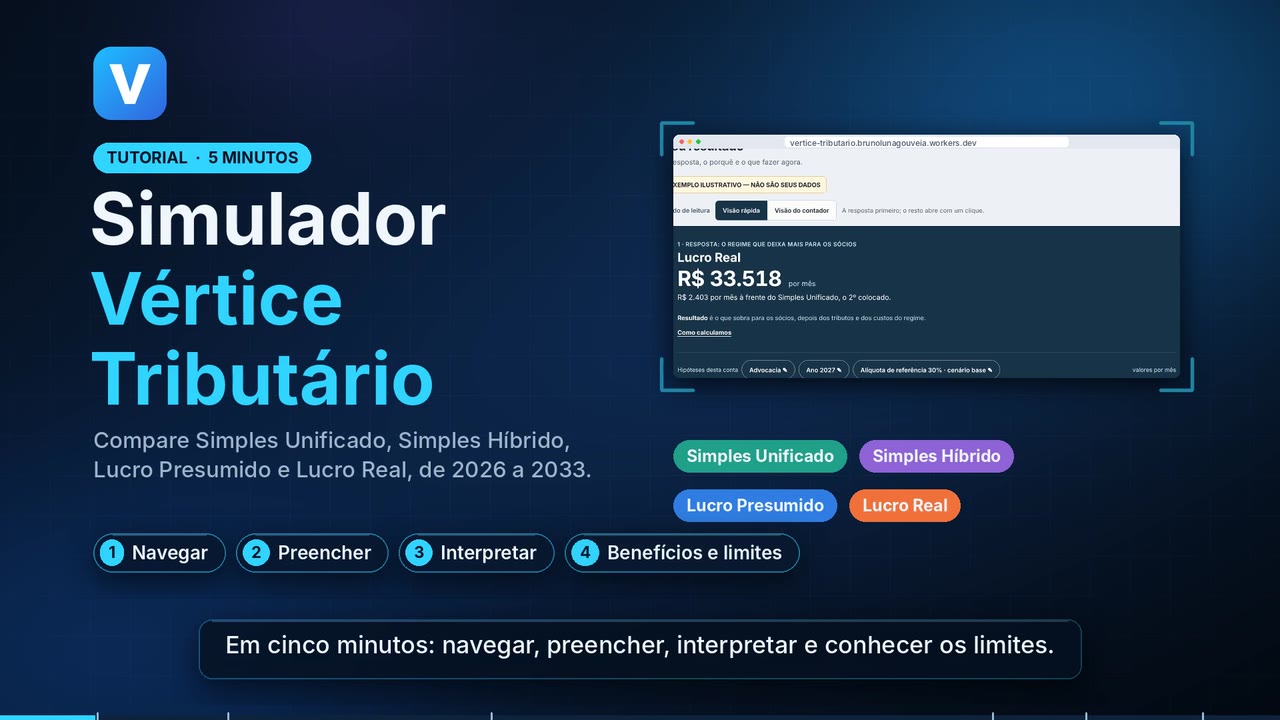 V
TUTORIAL · 5 MINUTOS
Simulador
Vértice
Tributário
Compare Simples Unificado, Simples Híbrido,
Lucro Presumido e Lucro Real, de 2026 a 2033.
1 Navegar
2 Preencher
3 Interpretar
4 Benefícios e limites
vertice-tributario.brunolunagouveia.workers.dev
resultado
esposta, o porquê e o que fazer agora.
XEMPLO ILUSTRATIVO — NÃO SÃO SEUS DADOS
do de leitura Visão rápida Visão do contador A resposta primeiro; o resto abre com um clique.
1 · RESPOSTA: O REGIME QUE DEIXA MAIS PARA OS SÓCIOS
Lucro Real
R$ 33.518 por mês
R$ 2.403 por mês à frente do Simples Unificado, o 2º colocado.
Resultado é o que sobra para os sócios, depois dos tributos e dos custos do regime.
Como calculamos
Hipóteses desta conta Advocacia ✎ Ano 2027 ✎ Alíquota de referência 30% · cenário base ✎ valores por mês
Simples Unificado Simples Híbrido
Lucro Presumido Lucro Real
Em cinco minutos: navegar, preencher, interpretar e conhecer os limites.